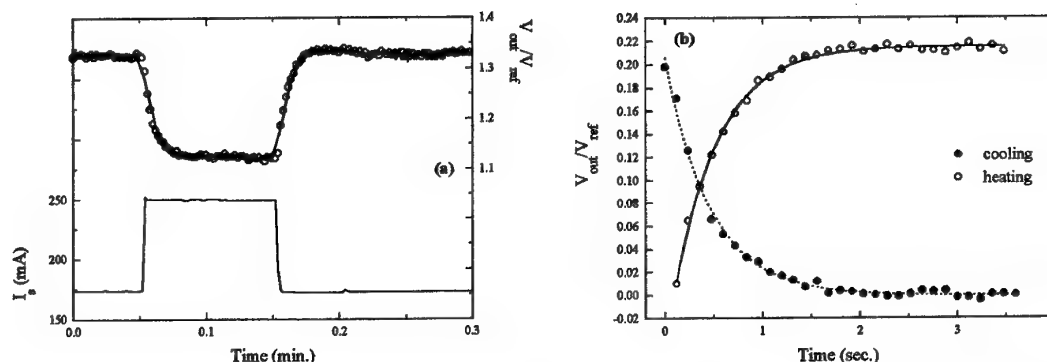 1.4
1.3
1.2
1.1
V_out/V_ref
(a)
250
225
200
175
150
I_s (mA)
0.0 0.1 0.2 0.3
Time (min.)
(b)
0.24
0.22
0.20
0.18
0.16
0.14
0.12
0.10
0.08
0.06
0.04
0.02
0.00
-0.02
V_out/V_ref
cooling
heating
0 1 2 3
Time (sec.)